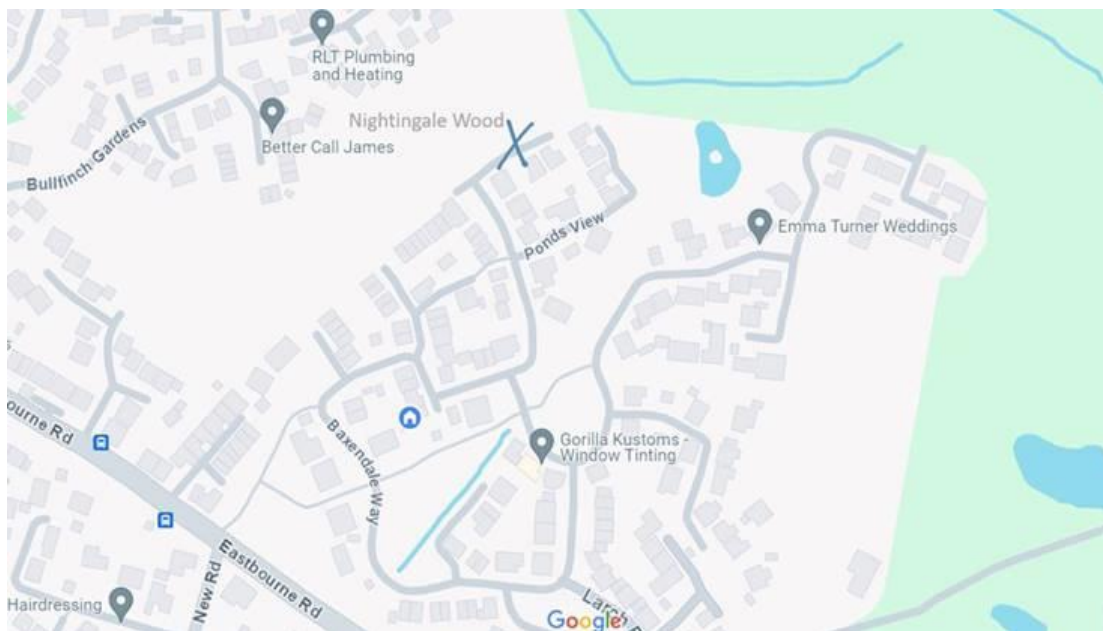 RLT Plumbing
and Heating
Nightingale Wood
Better Call James
Bullfinch Gardens
Ponds View
Emma Turner Weddings
ourne Rd
Baxendale Way
Gorilla Kustoms -
Window Tinting
Eastbourne Rd
New Rd
Hairdressing
Larch
Google